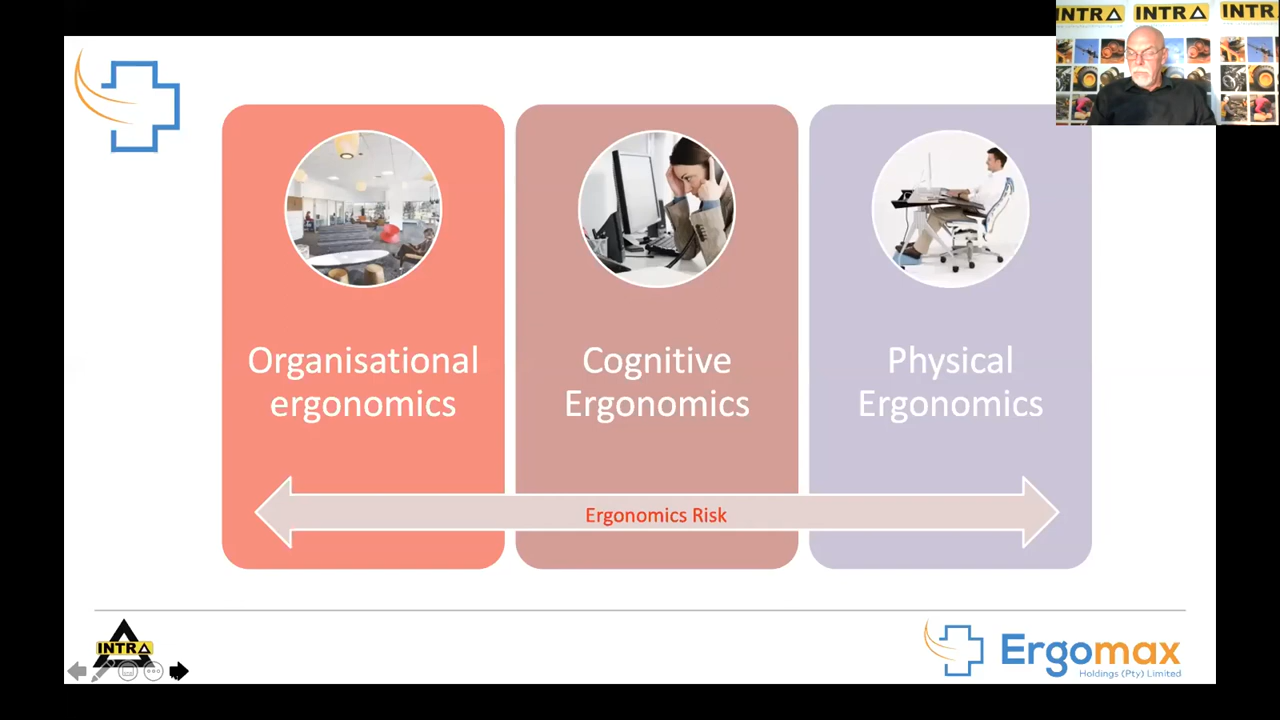 INTRA INTRA INTR
Organisational
ergonomics
Cognitive
Ergonomics
Physical
Ergonomics
Ergonomics Risk
INTRA
Ergomax
Holdings (Pty) Limited